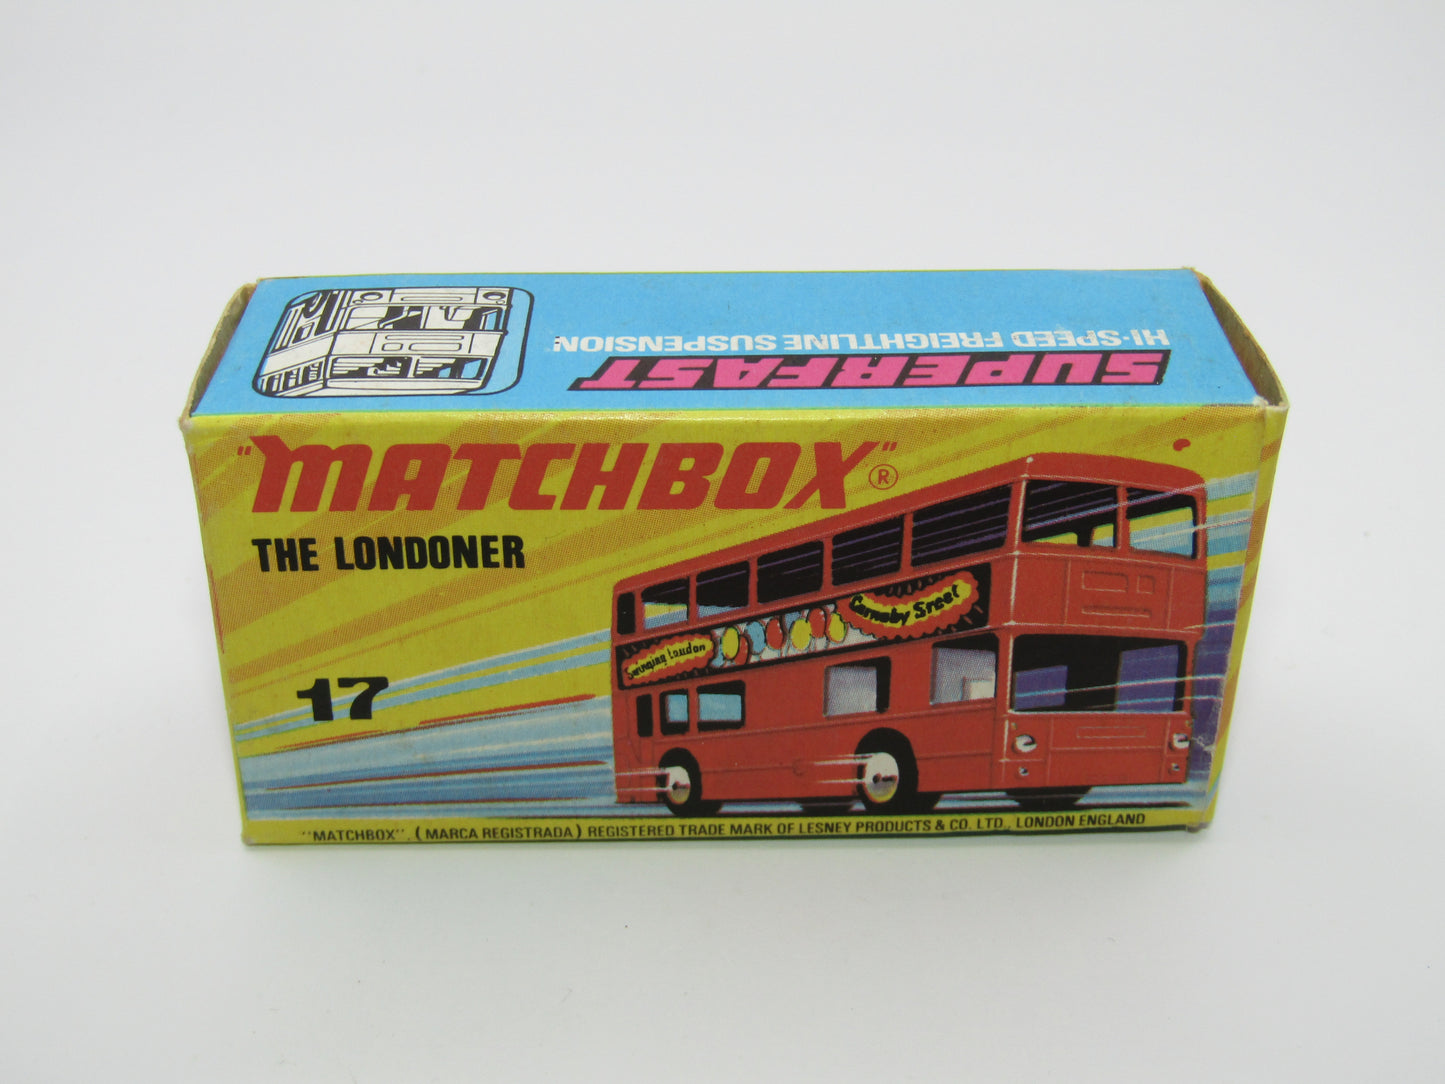 SUPERFAST
HI-SPEED FREIGHTLINE SUSPENSION
"MATCHBOX"®
THE LONDONER
17
Swinging London
Carnaby Sreet
"MATCHBOX". (MARCA REGISTRADA) REGISTERED TRADE MARK OF LESNEY PRODUCTS & CO. LTD., LONDON ENGLAND